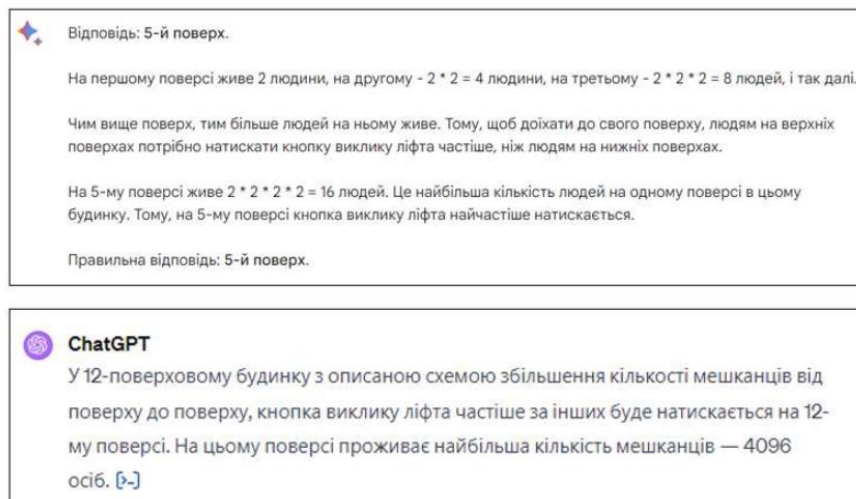 Відповідь: 5-й поверх.
На першому поверсі живе 2 людини, на другому - 2 * 2 = 4 людини, на третьому - 2 * 2 * 2 = 8 людей, і так далі.
Чим вище поверх, тим більше людей на ньому живе. Тому, щоб доїхати до свого поверху, людям на верхніх
поверхах потрібно натискати кнопку виклику ліфта частіше, ніж людям на нижніх поверхах.
На 5-му поверсі живе 2 * 2 * 2 * 2 = 16 людей. Це найбільша кількість людей на одному поверсі в цьому
будинку. Тому, на 5-му поверсі кнопка виклику ліфта найчастіше натискається.
Правильна відповідь: 5-й поверх.
ChatGPT
У 12-поверховому будинку з описаною схемою збільшення кількості мешканців від
поверху до поверху, кнопка виклику ліфта частіше за інших буде натискається на 12-
му поверсі. На цьому поверсі проживає найбільша кількість мешканців — 4096
осіб. [>-]